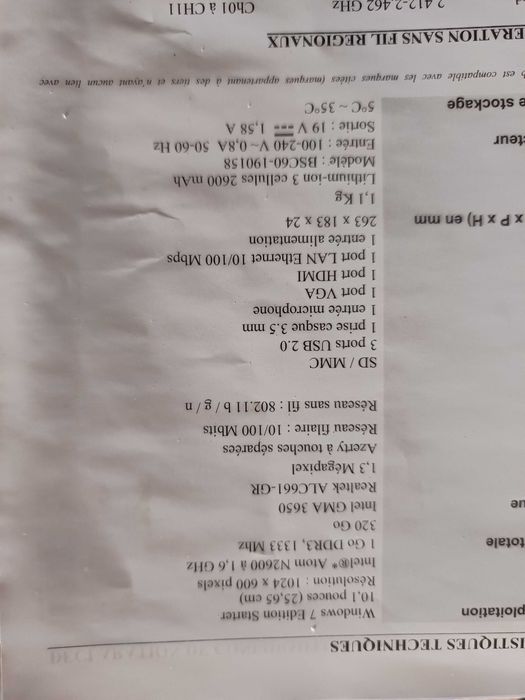 ISTIQUES TECHNIQUES
ploitation Windows 7 Edition Starter
10,1 pouces (25,65 cm)
Résolution : 1024 x 600 pixels
Intel®* Atom N2600 à 1,6 GHz
totale 1 Go DDR3, 1333 Mhz
320 Go
ue Intel GMA 3650
Realtek ALC661-GR
1,3 Mégapixel
Azerty à touches séparées
Réseau filaire : 10/100 Mbits
Réseau sans fil : 802.11 b / g / n
SD / MMC
3 ports USB 2.0
1 prise casque 3.5 mm
1 entrée microphone
1 port VGA
1 port HDMI
1 port LAN Ethernet 10/100 Mbps
1 entrée alimentation
x P x H) en mm 263 x 183 x 24
1,1 Kg
Lithium-ion 3 cellules 2600 mAh
Modèle : BSC60-190158
teur Entrée : 100-240 V~ 0,8A 50-60 Hz
Sortie : 19 V ⎓ 1,58 A
e stockage 5°C ~ 35°C
est compatible avec les marques citées (marques appartenant à des tiers et n'ayant aucun lien avec
ERATION SANS FIL REGIONAUX
2.412-2.462 GHz Ch01 à CH11